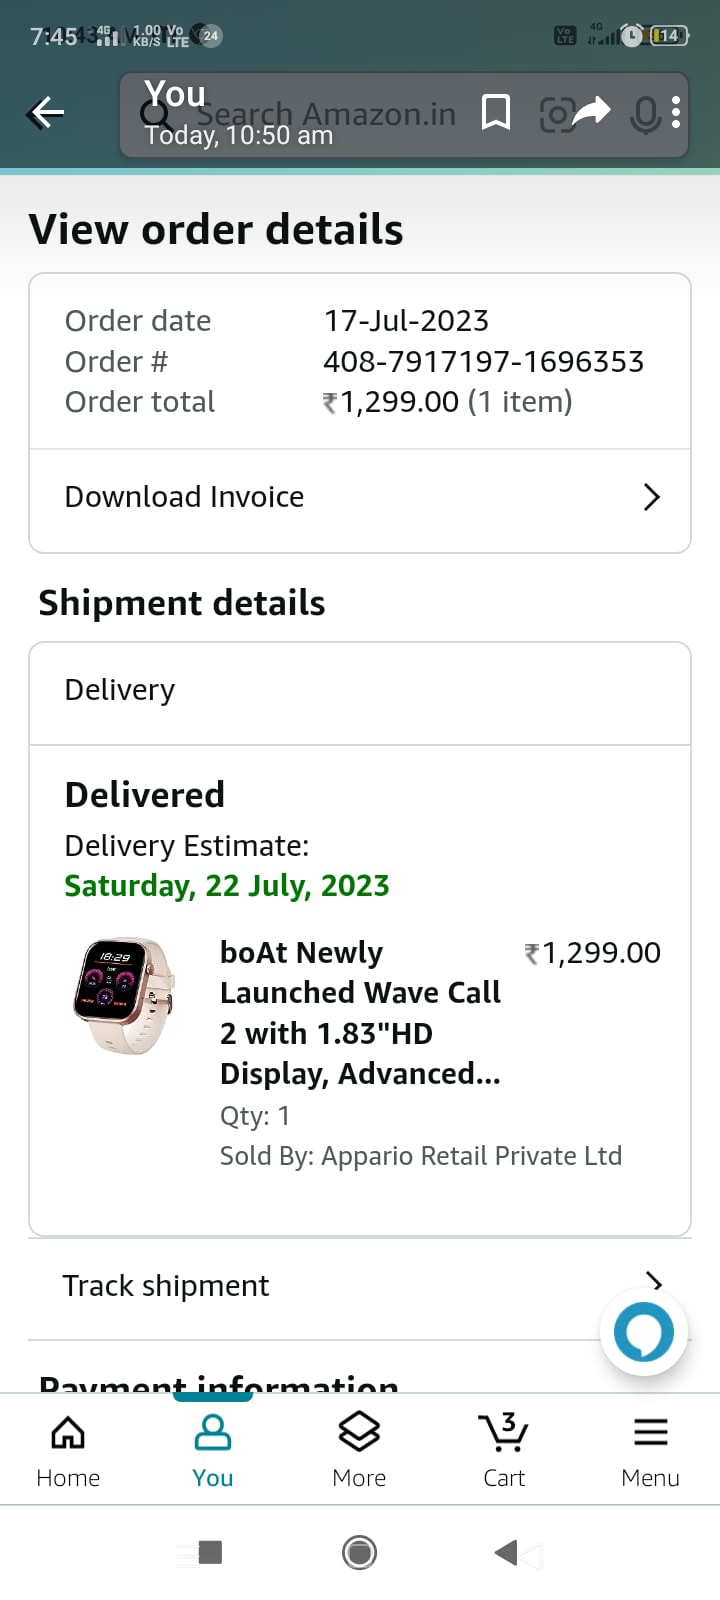 7:45
4G
1.00 Vo
KB/S LTE
24
Vo
LTE
4G
14
You
Search Amazon.in
Today, 10:50 am
View order details
Order date 17-Jul-2023
Order # 408-7917197-1696353
Order total ₹1,299.00 (1 item)
Download Invoice
Shipment details
Delivery
Delivered
Delivery Estimate:
Saturday, 22 July, 2023
18:29
boAt Newly ₹1,299.00
Launched Wave Call
2 with 1.83"HD
Display, Advanced...
Qty: 1
Sold By: Appario Retail Private Ltd
Track shipment
Payment information
3
Home You More Cart Menu